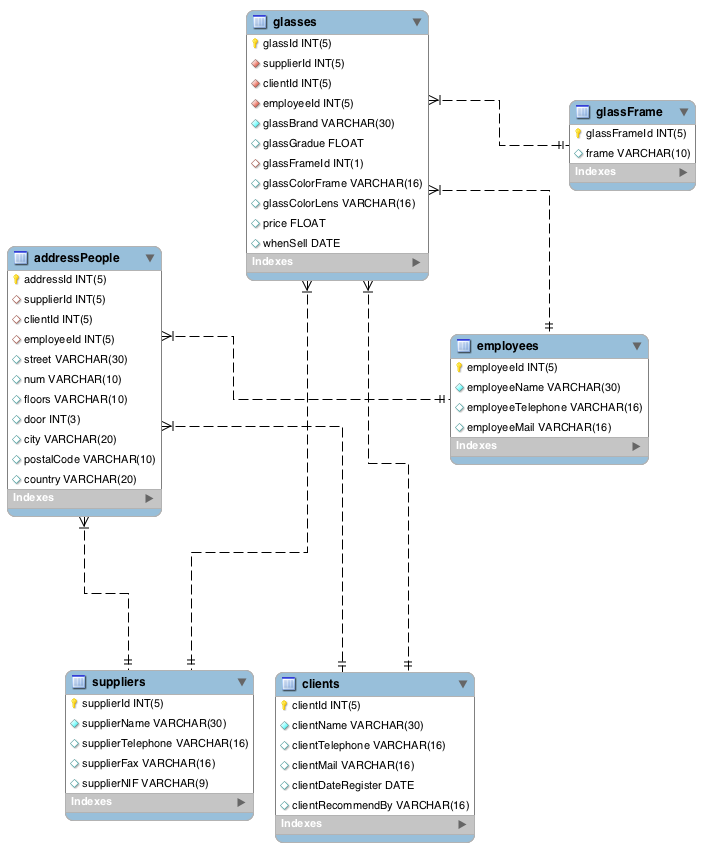 glasses
glassId INT(5)
supplierId INT(5)
clientId INT(5)
employeeId INT(5)
glassBrand VARCHAR(30)
glassGradue FLOAT
glassFrameId INT(1)
glassColorFrame VARCHAR(16)
glassColorLens VARCHAR(16)
price FLOAT
whenSell DATE
Indexes
glassFrame
glassFrameId INT(5)
frame VARCHAR(10)
Indexes
addressPeople
addressId INT(5)
supplierId INT(5)
clientId INT(5)
employeeId INT(5)
street VARCHAR(30)
num VARCHAR(10)
floors VARCHAR(10)
door INT(3)
city VARCHAR(20)
postalCode VARCHAR(10)
country VARCHAR(20)
Indexes
employees
employeeId INT(5)
employeeName VARCHAR(30)
employeeTelephone VARCHAR(16)
employeeMail VARCHAR(16)
Indexes
suppliers
supplierId INT(5)
supplierName VARCHAR(30)
supplierTelephone VARCHAR(16)
supplierFax VARCHAR(16)
supplierNIF VARCHAR(9)
Indexes
clients
clientId INT(5)
clientName VARCHAR(30)
clientTelephone VARCHAR(16)
clientMail VARCHAR(16)
clientDateRegister DATE
clientRecommendBy VARCHAR(16)
Indexes